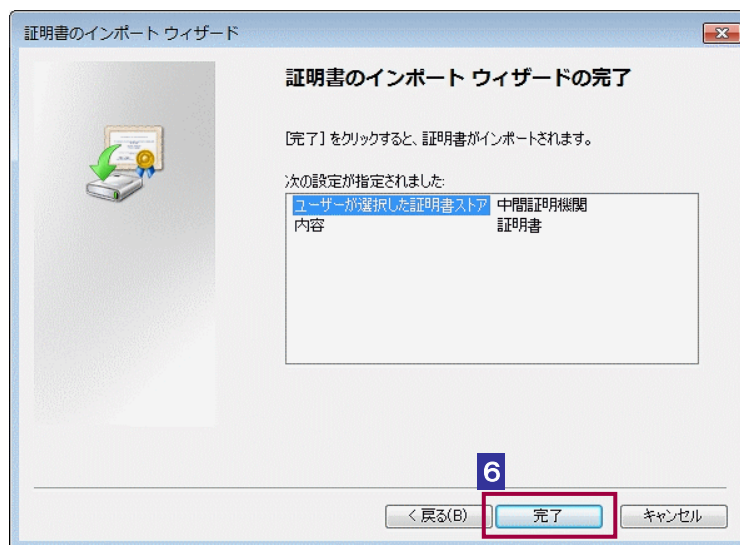 証明書のインポート ウィザード
証明書のインポート ウィザードの完了
[完了] をクリックすると、証明書がインポートされます。
次の設定が指定されました:
ユーザーが選択した証明書ストア 中間証明機関
内容 証明書
6
< 戻る(B) 完了 キャンセル